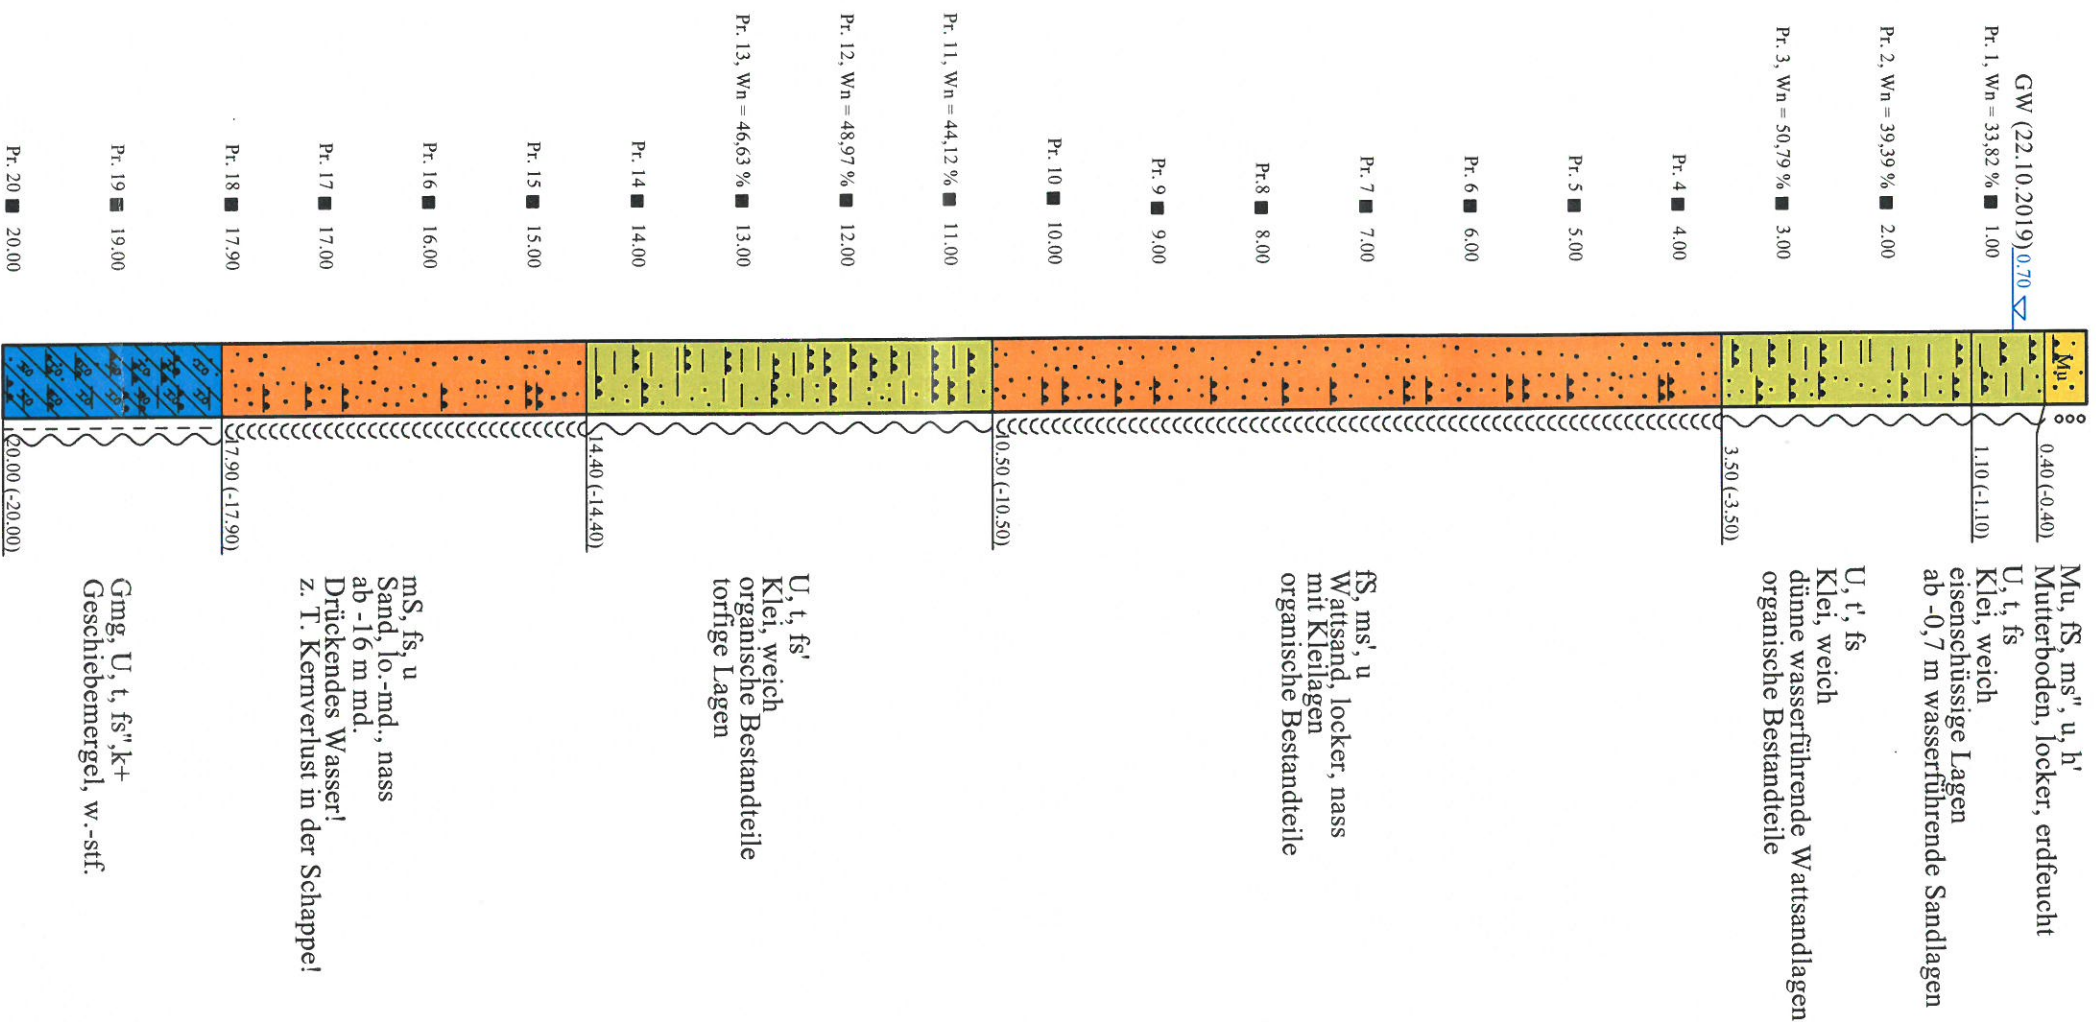 GW (22.10.2019)
0.70
Pr. 1, Wn = 33,82 % 1.00
Pr. 2, Wn = 39,39 % 2.00
Pr. 3, Wn = 50,79 % 3.00
Pr. 4 4.00
Pr. 5 5.00
Pr. 6 6.00
Pr. 7 7.00
Pr.8 8.00
Pr. 9 9.00
Pr. 10 10.00
Pr. 11, Wn = 44,12 % 11.00
Pr. 12, Wn = 48,97 % 12.00
Pr. 13, Wn = 46,63 % 13.00
Pr. 14 14.00
Pr. 15 15.00
Pr. 16 16.00
Pr. 17 17.00
Pr. 18 17.90
Pr. 19 19.00
Pr. 20 20.00
Mu
0.40 (-0.40)
1.10 (-1.10)
3.50 (-3.50)
10.50 (-10.50)
14.40 (-14.40)
17.90 (-17.90)
20.00 (-20.00)
Mu, fS, ms", u, h'
Mutterboden, locker, erdfeucht
U, t, fs
Klei, weich
eisenschüssige Lagen
ab -0,7 m wasserführende Sandlagen
U, t', fs
Klei, weich
dünne wasserführende Wattsandlagen
organische Bestandteile
fS, ms', u
Wattsand, locker, nass
mit Kleilagen
organische Bestandteile
U, t, fs'
Klei, weich
organische Bestandteile
torfige Lagen
mS, fs, u
Sand, lo.-md., nass
ab -16 m md.
Drückendes Wasser!
z. T. Kernverlust in der Schappe!
Gmg, U, t, fs",k+
Geschiebemergel, w.-stf.